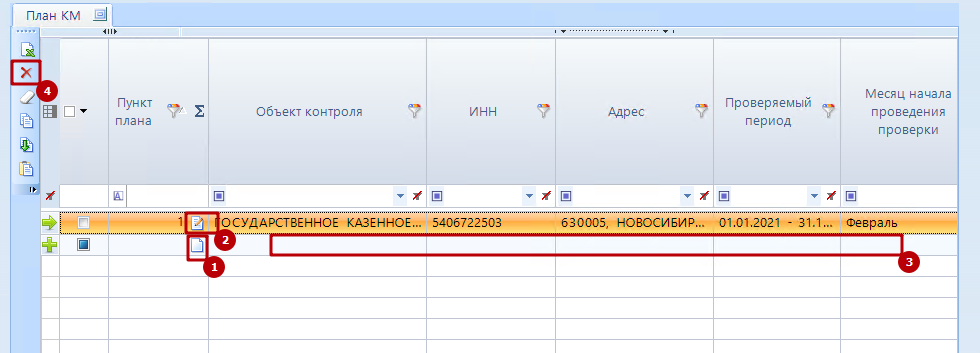 План КМ
4
Пункт плана
Σ
Объект контроля
ИНН
Адрес
Проверяемый период
Месяц начала проведения проверки
A
1 ГОСУДАРСТВЕННОЕ КАЗЕННОЕ... 5406722503 630005, НОВОСИБИР... 01.01.2021 - 31.1... Февраль
2
1
3